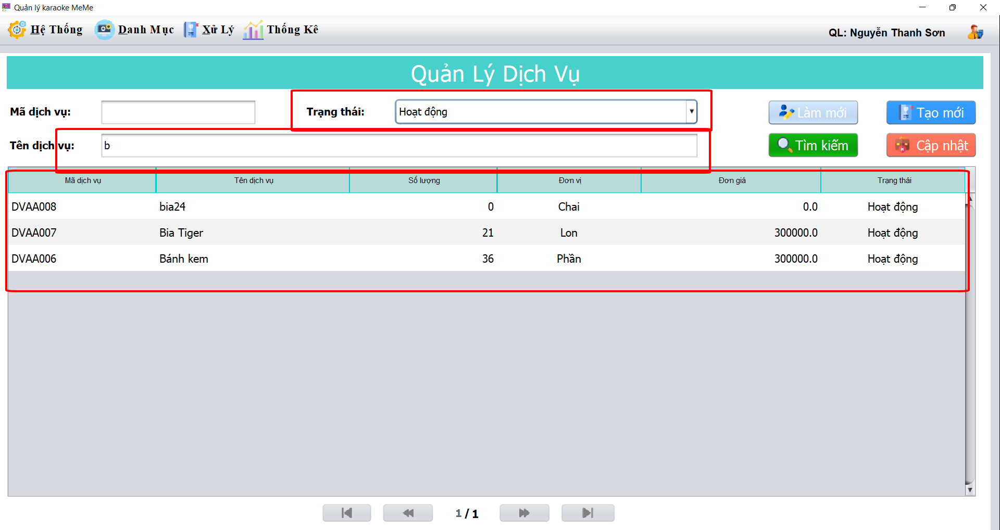 Quản lý karaoke MeMe
Hệ Thống Danh Mục Xử Lý Thống Kê QL: Nguyễn Thanh Sơn
Quản Lý Dịch Vụ
Mã dịch vụ: Trạng thái: Hoạt động Làm mới Tạo mới
Tên dịch vụ: b Tìm kiếm Cập nhật
Mã dịch vụ Tên dịch vụ Số lượng Đơn vị Đơn giá Trạng thái
DVAA008 bia24 0 Chai 0.0 Hoạt động
DVAA007 Bia Tiger 21 Lon 300000.0 Hoạt động
DVAA006 Bánh kem 36 Phần 300000.0 Hoạt động
1 / 1